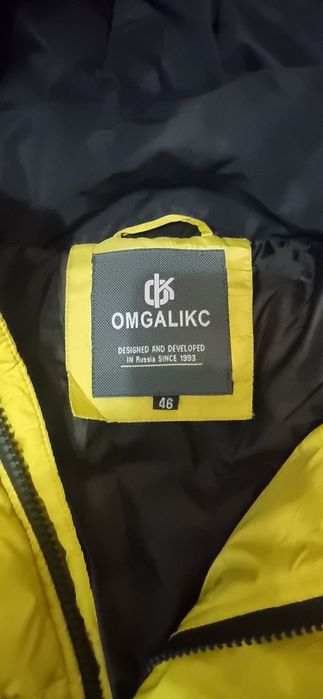 OMGALIKC
DESIGNED AND DEVELOPED
IN Russia SINCE 1993
46